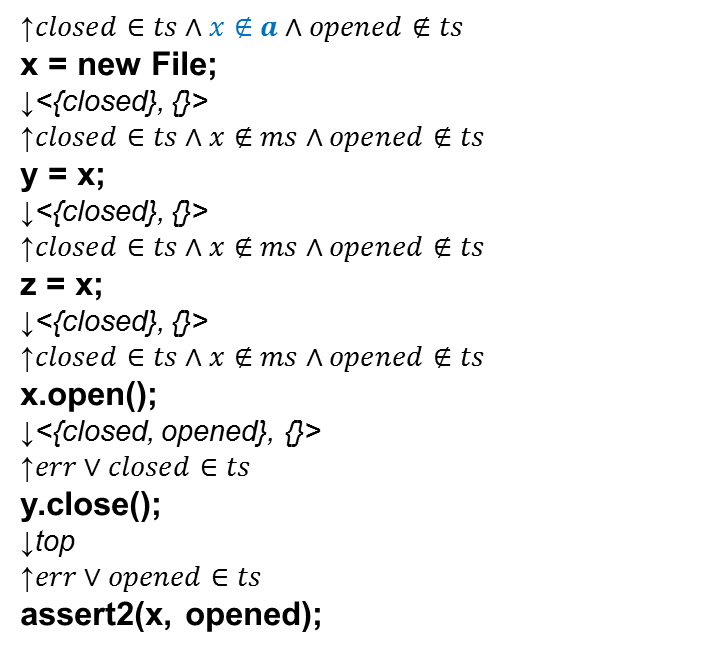 ↑closed ∈ ts ∧ x ∉ a ∧ opened ∉ ts
x = new File;
↓<{closed}, {}>
↑closed ∈ ts ∧ x ∉ ms ∧ opened ∉ ts
y = x;
↓<{closed}, {}>
↑closed ∈ ts ∧ x ∉ ms ∧ opened ∉ ts
z = x;
↓<{closed}, {}>
↑closed ∈ ts ∧ x ∉ ms ∧ opened ∉ ts
x.open();
↓<{closed, opened}, {}>
↑err ∨ closed ∈ ts
y.close();
↓top
↑err ∨ opened ∈ ts
assert2(x, opened);